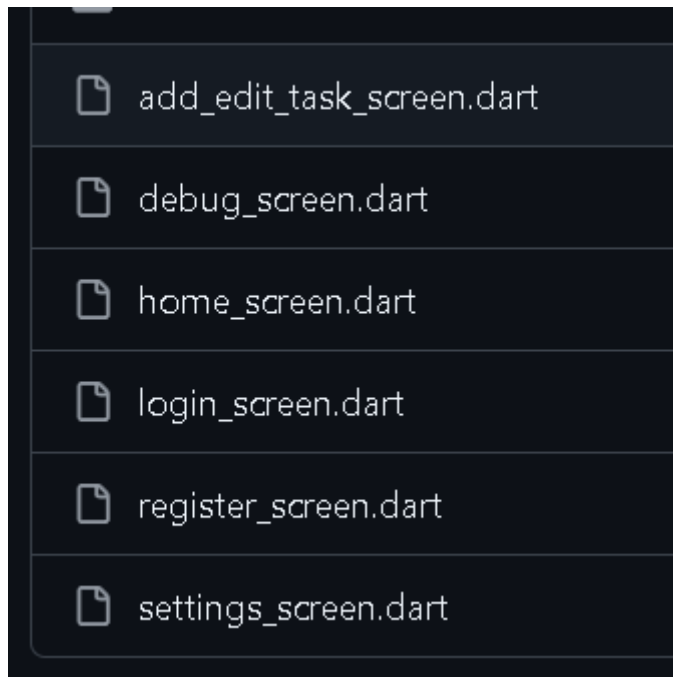 add_edit_task_screen.dart
debug_screen.dart
home_screen.dart
login_screen.dart
register_screen.dart
settings_screen.dart